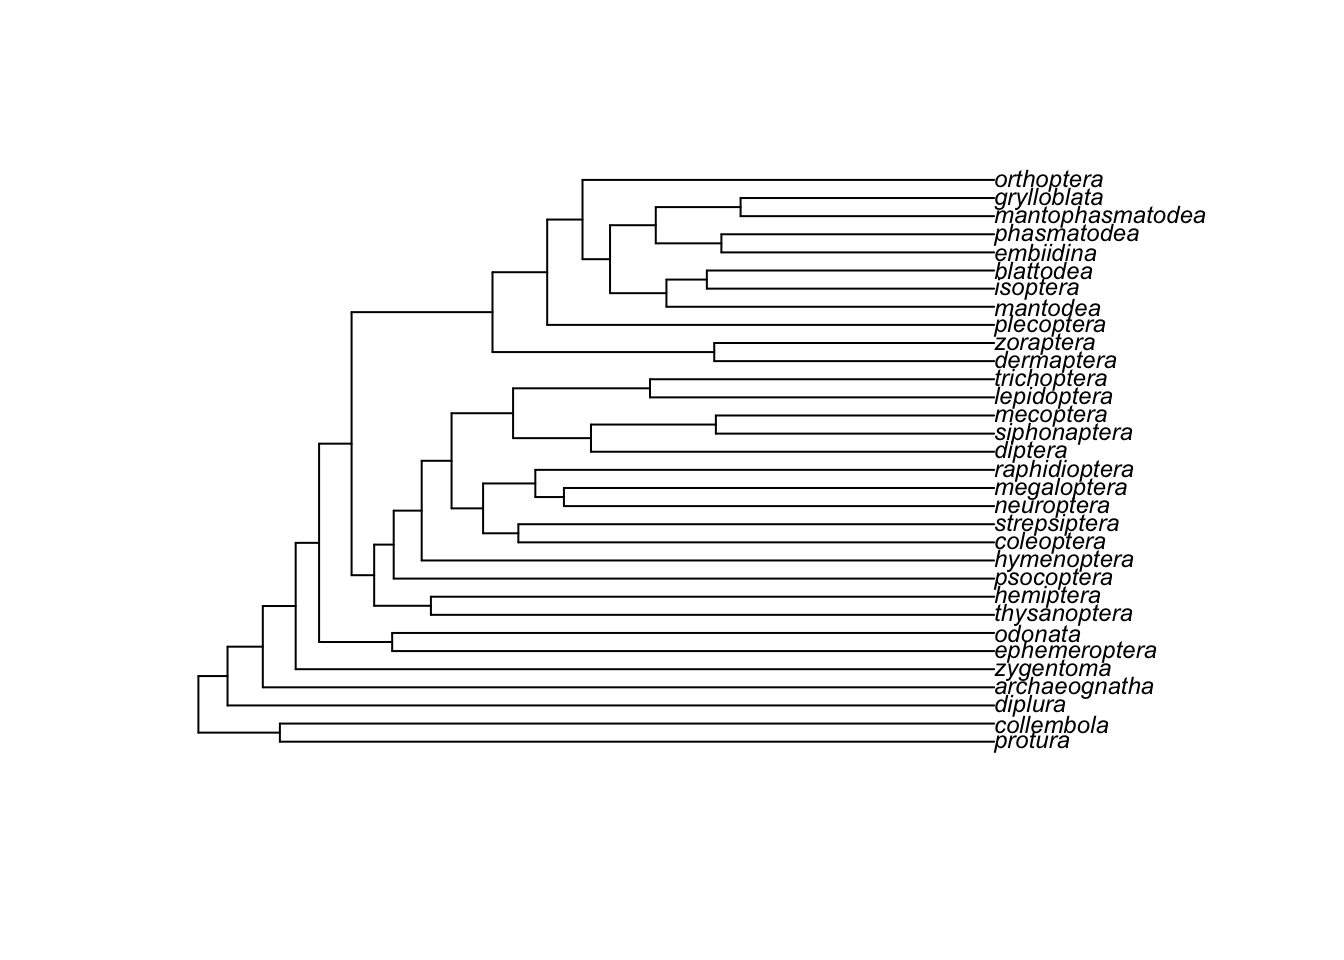 orthoptera
grylloblata
mantophasmatodea
phasmatodea
embiidina
blattodea
isoptera
mantodea
plecoptera
zoraptera
dermaptera
trichoptera
lepidoptera
mecoptera
siphonaptera
diptera
raphidioptera
megaloptera
neuroptera
strepsiptera
coleoptera
hymenoptera
psocoptera
hemiptera
thysanoptera
odonata
ephemeroptera
zygentoma
archaeognatha
diplura
collembola
protura